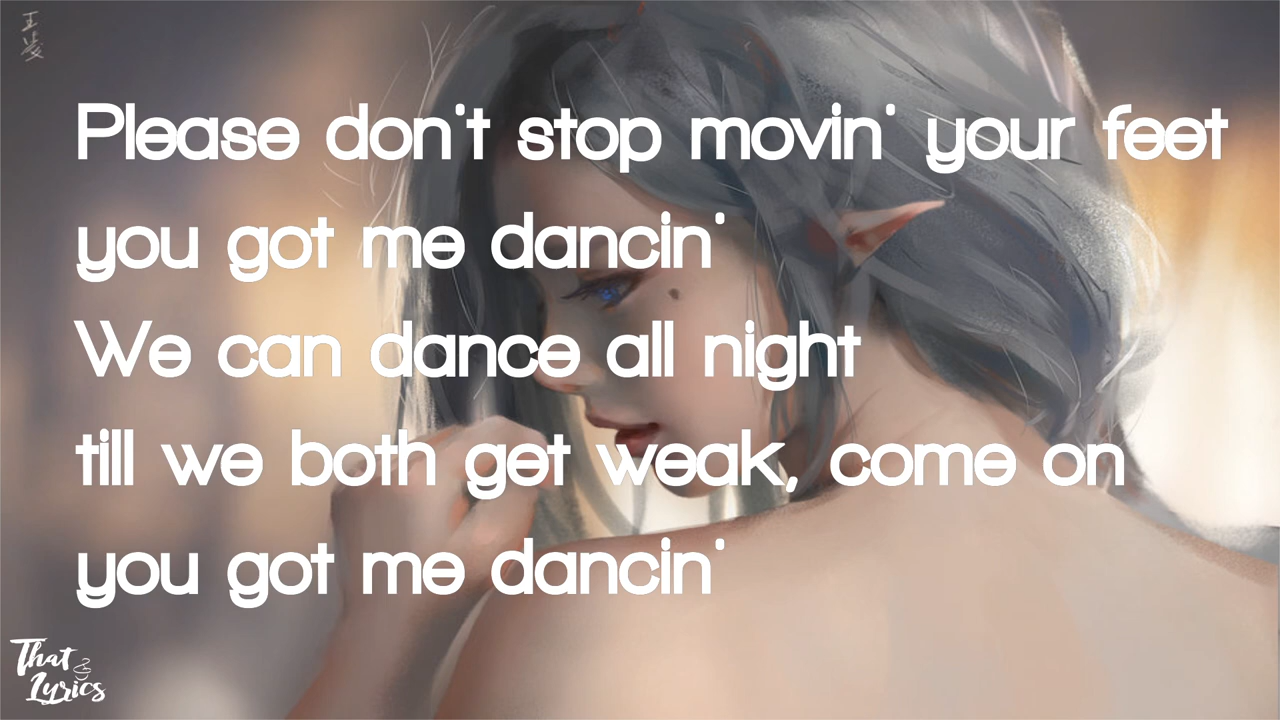 Please don't stop movin' your feet
you got me dancin'
We can dance all night
till we both get weak, come on
you got me dancin'
That
Lyrics